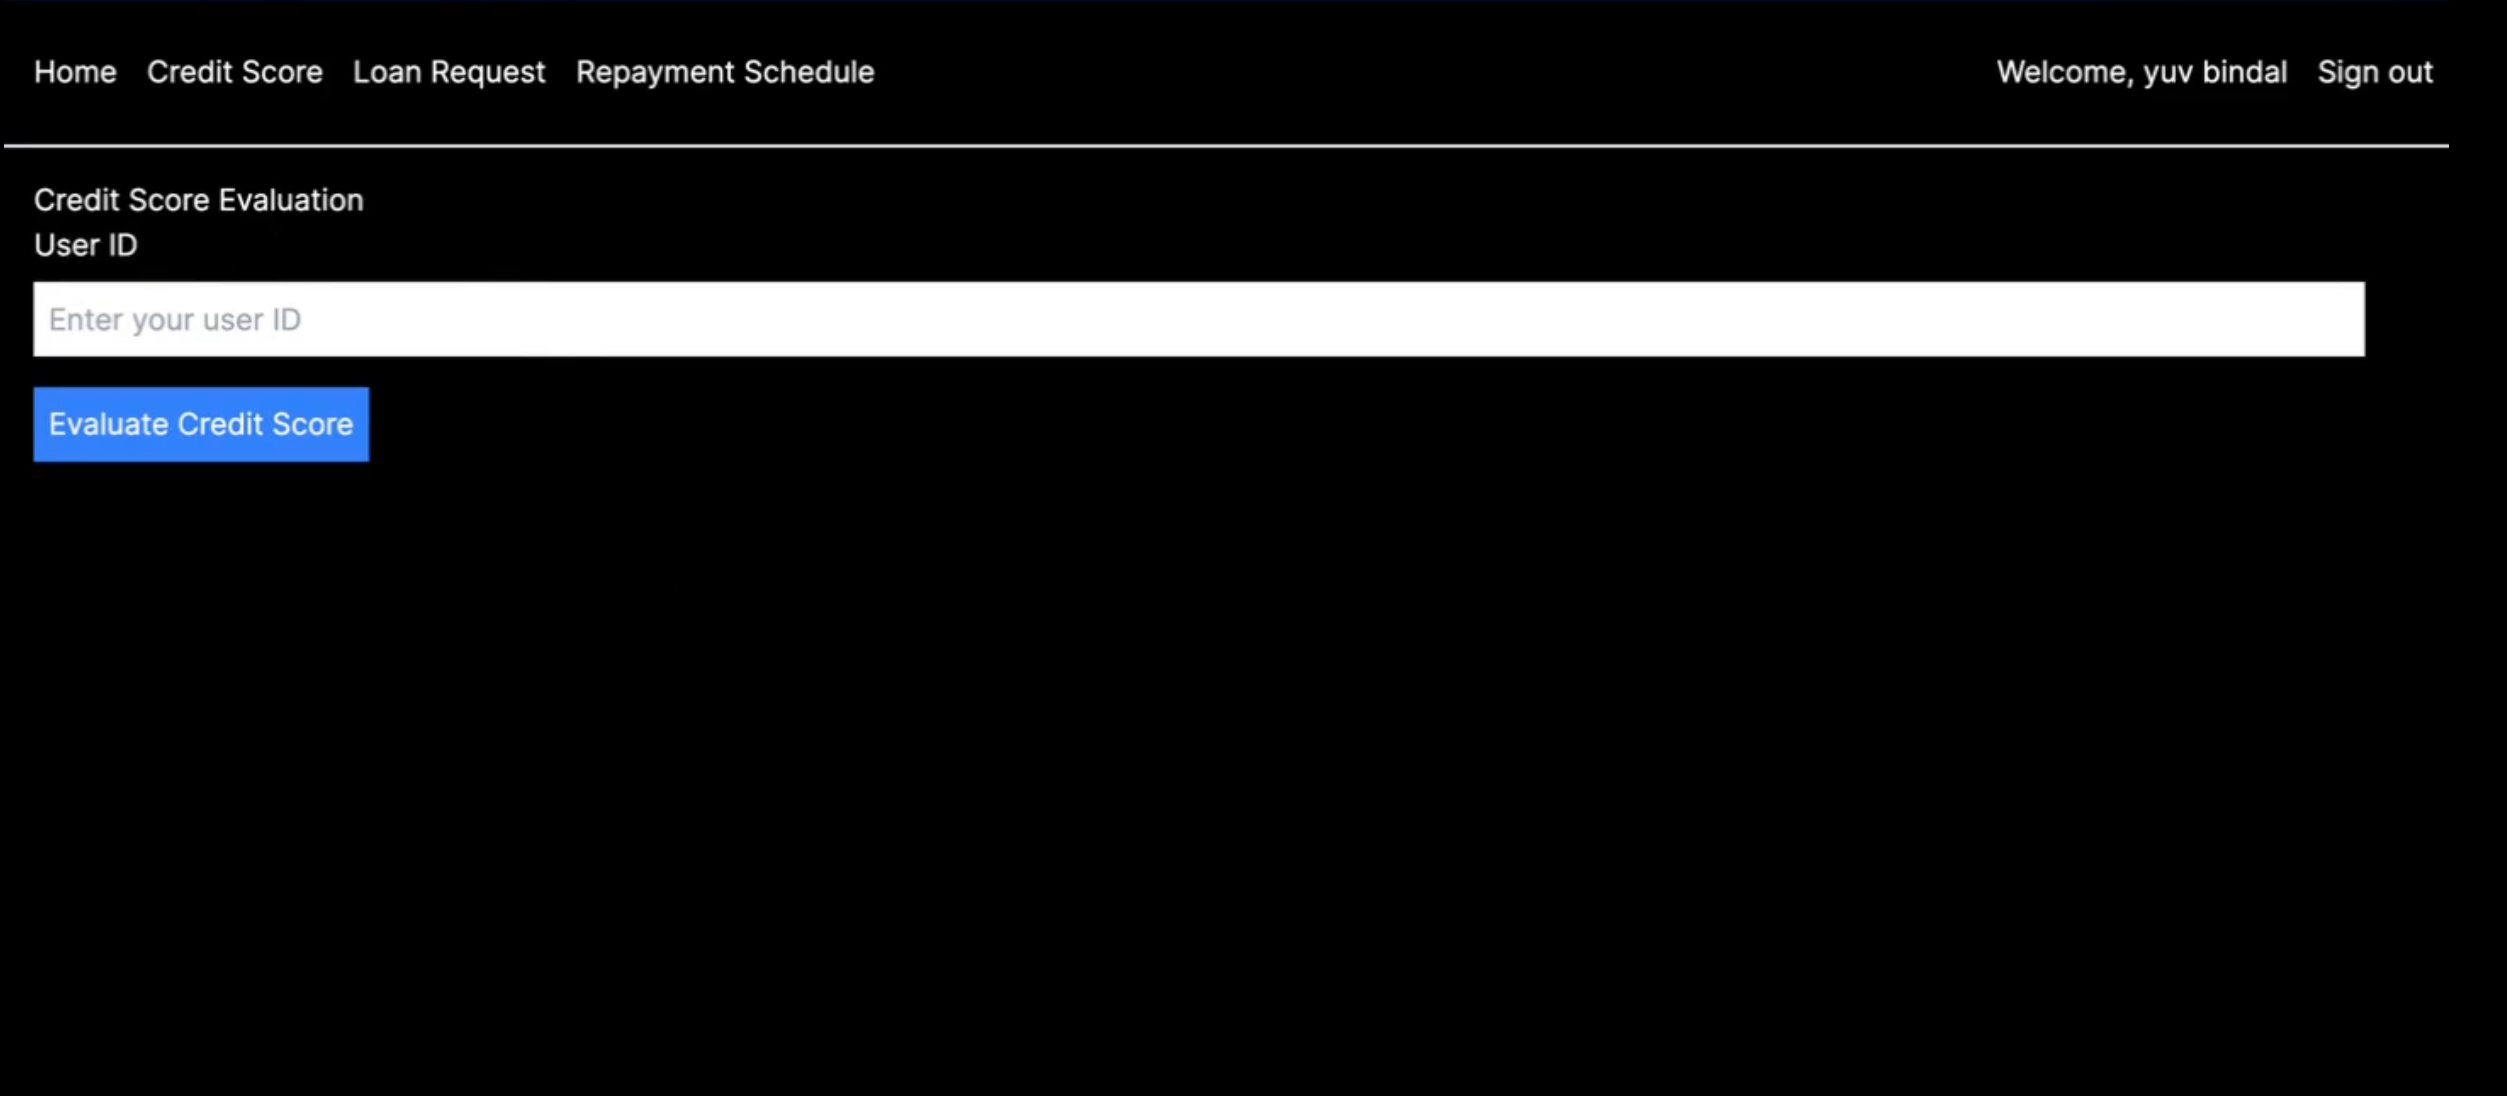 Home Credit Score Loan Request Repayment Schedule Welcome, yuv bindal Sign out
Credit Score Evaluation
User ID
Enter your user ID
Evaluate Credit Score